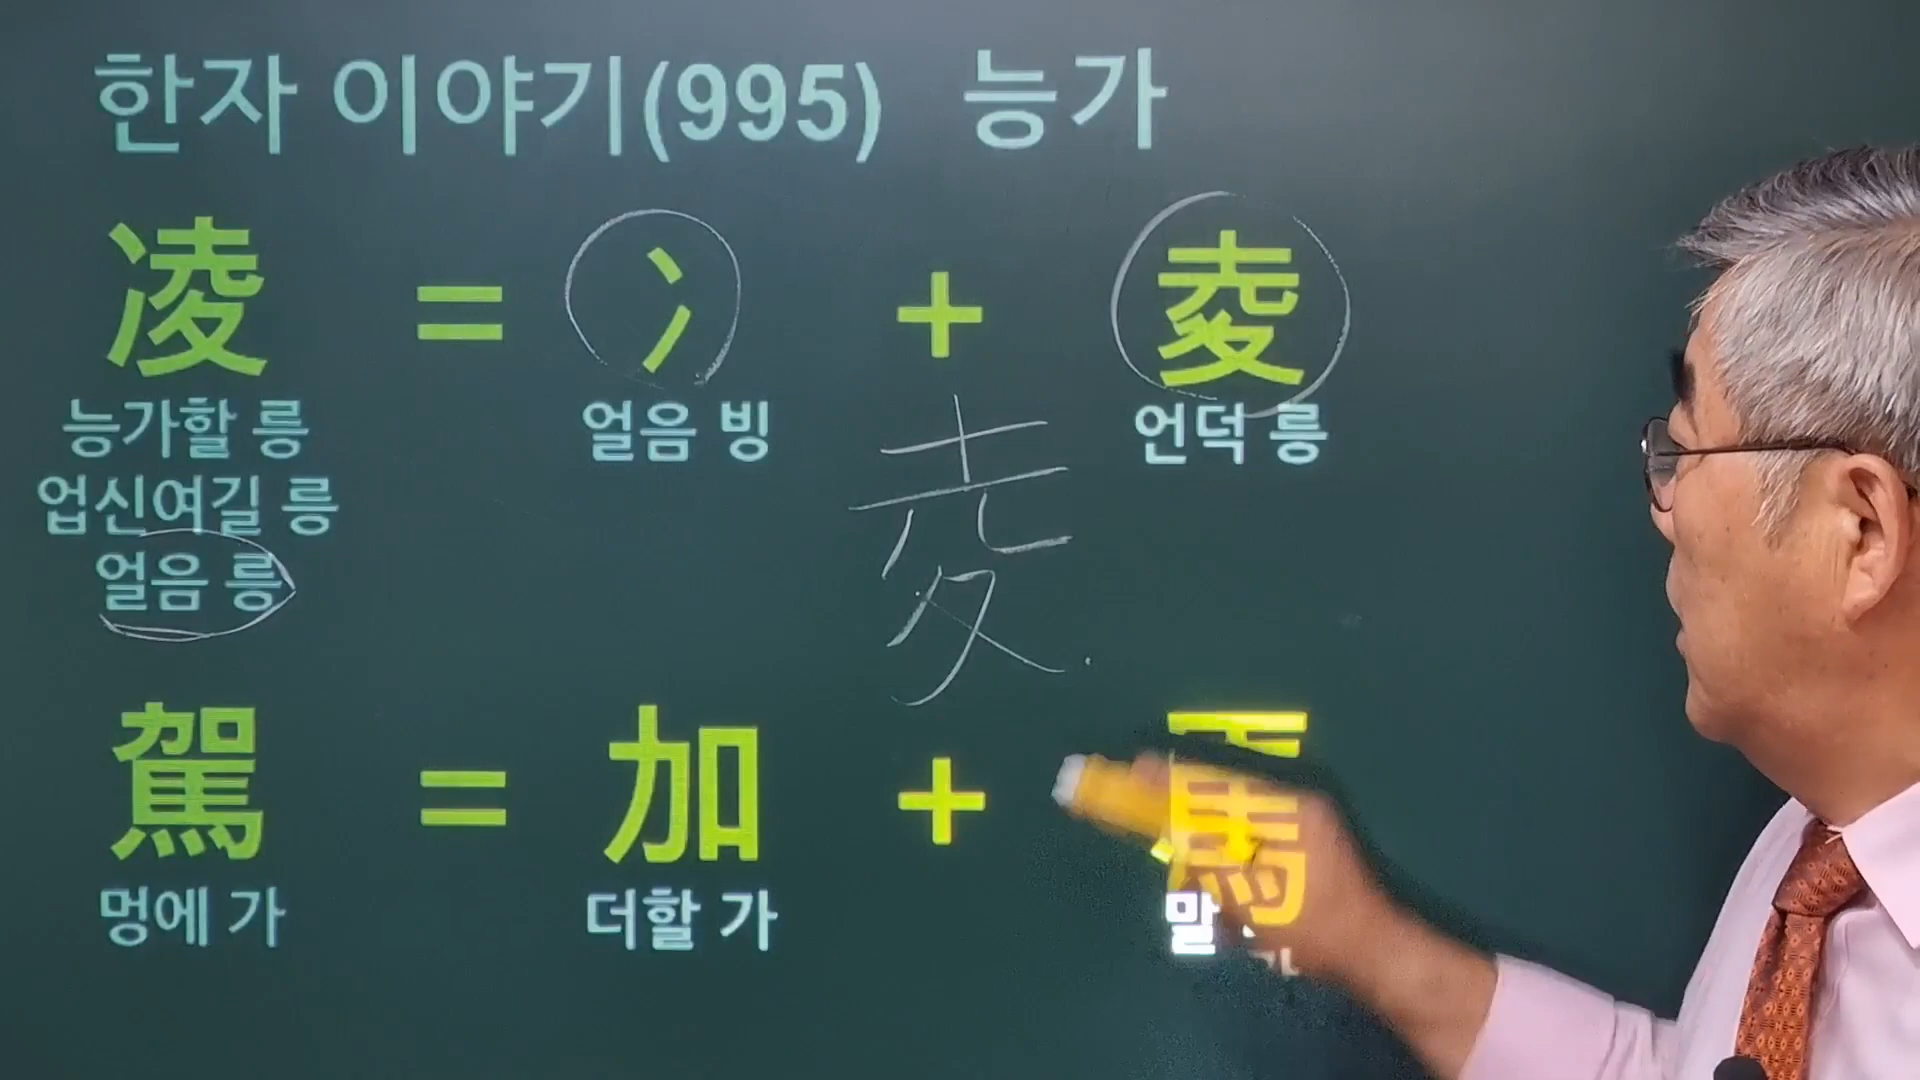 한자 이야기(995) 능가
凌 = 冫 + 夌
능가할 릉 얼음 빙 언덕 릉
업신여길 릉
얼음 릉
夌
駕 = 加 + 馬
멍에 가 더할 가 말